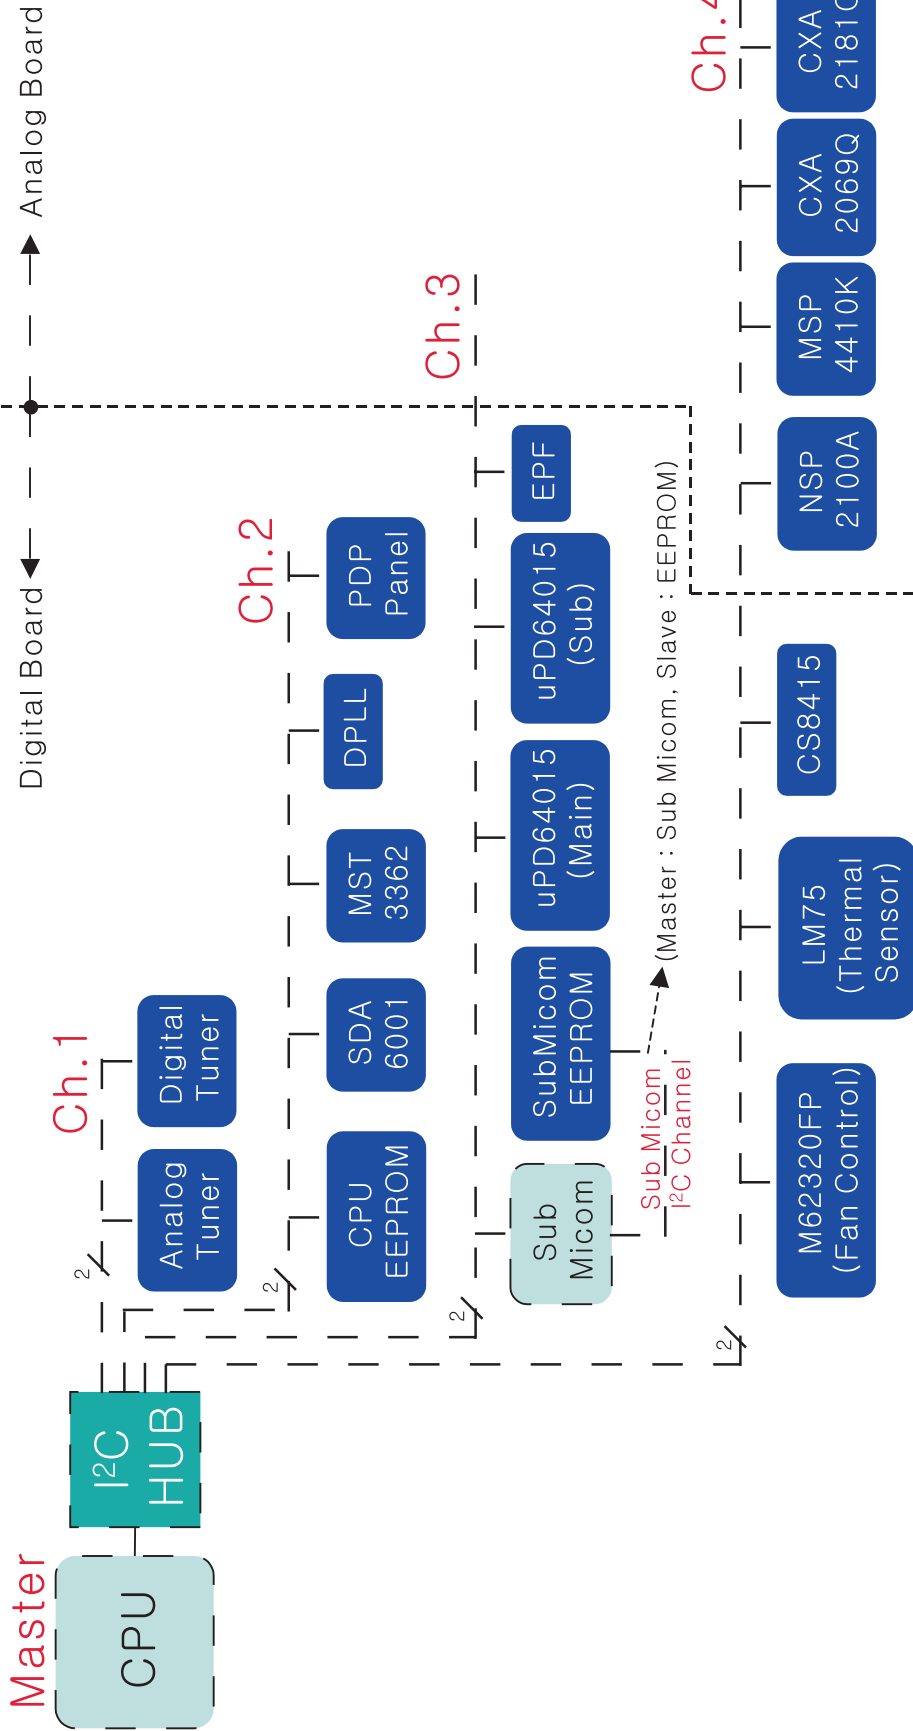 Master
CPU
I²C
HUB
Digital Board
Analog Board
Ch.1
2
Analog
Tuner
Digital
Tuner
Ch.2
2
CPU
EEPROM
SDA
6001
MST
3362
DPLL
PDP
Panel
Ch.3
2
Sub
Micom
SubMicom
EEPROM
uPD64015
(Main)
uPD64015
(Sub)
EPF
Sub Micom
I²C Channel
(Master : Sub Micom, Slave : EEPROM)
Ch.4
2
M62320FP
(Fan Control)
LM75
(Thermal
Sensor)
CS8415
NSP
2100A
MSP
4410K
CXA
2069Q
CXA